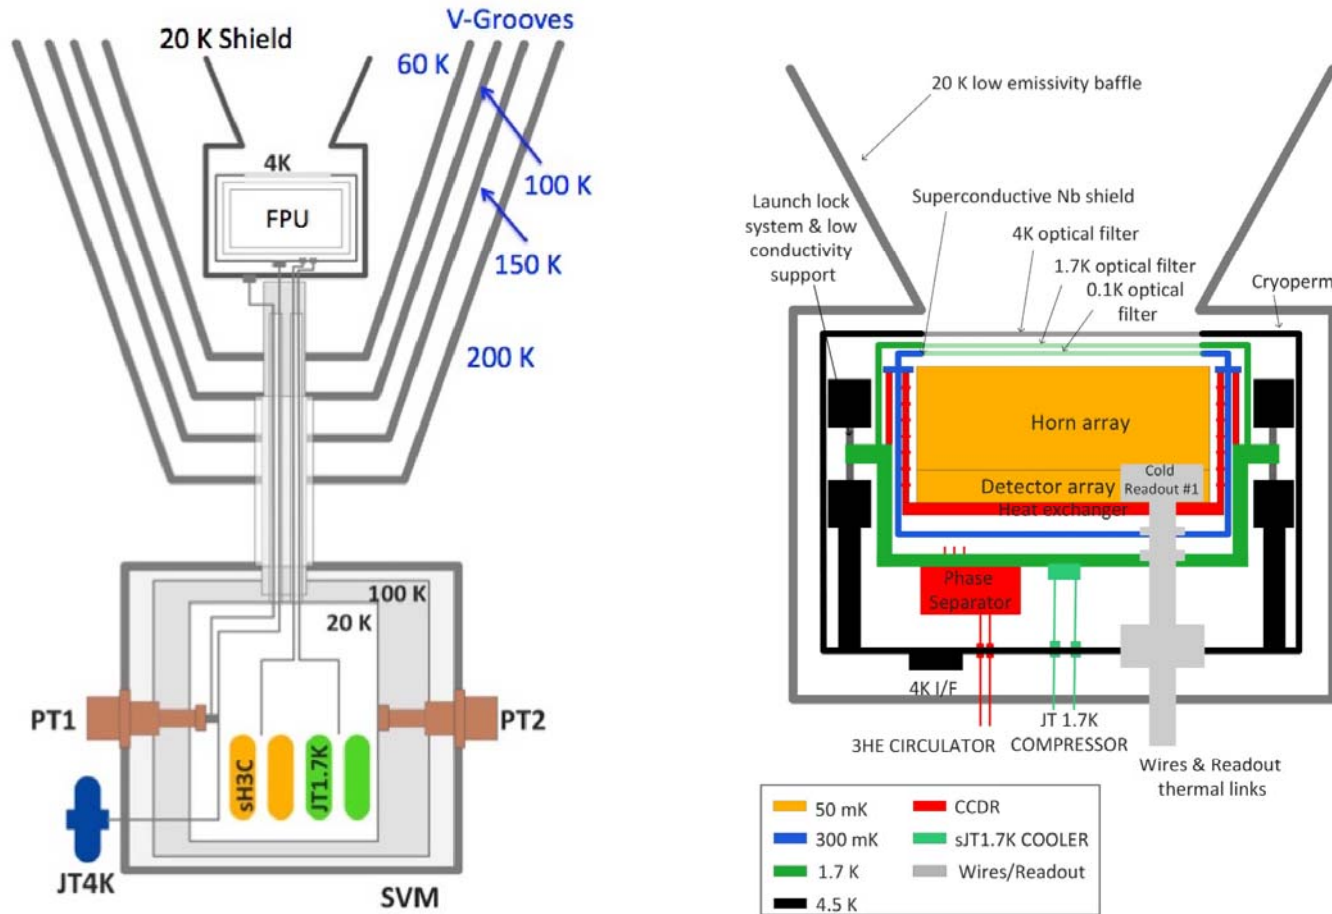 V-Grooves
20 K Shield
60 K
4K
FPU
100 K
150 K
200 K
100 K
20 K
PT1
PT2
sH3C
JT1.7K
JT4K
SVM
20 K low emissivity baffle
Launch lock
system & low
conductivity
support
Superconductive Nb shield
4K optical filter
1.7K optical filter
0.1K optical
filter
Cryoperm
Horn array
Detector array
Cold
Readout #1
Heat exchanger
Phase
Separator
4K I/F
3HE CIRCULATOR
JT 1.7K
COMPRESSOR
Wires & Readout
thermal links
50 mK
CCDR
300 mK
sJT1.7K COOLER
1.7 K
Wires/Readout
4.5 K